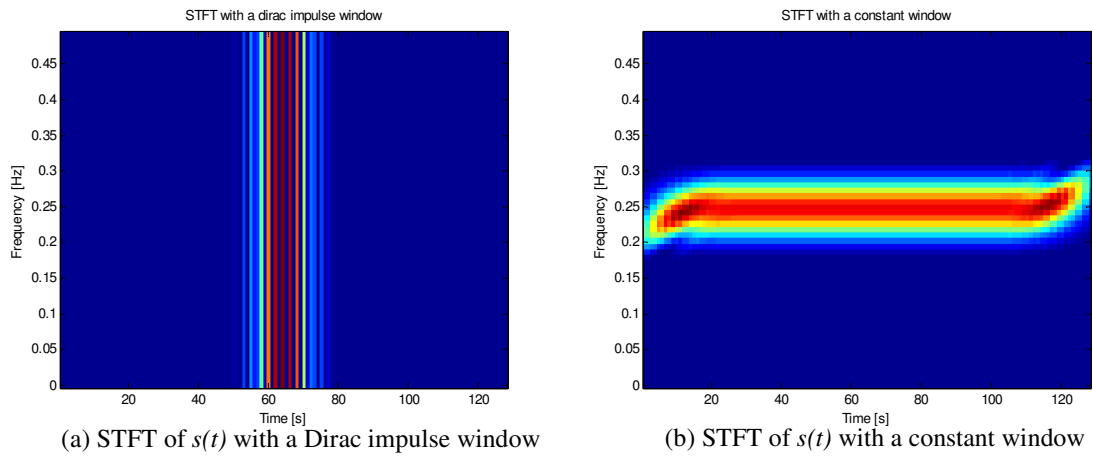 STFT with a dirac impulse window
0.45
0.4
0.35
0.3
0.25
0.2
0.15
0.1
0.05
0
Frequency [Hz]
20 40 60 80 100 120
Time [s]
(a) STFT of s(t) with a Dirac impulse window
STFT with a constant window
0.45
0.4
0.35
0.3
0.25
0.2
0.15
0.1
0.05
0
Frequency [Hz]
20 40 60 80 100 120
Time [s]
(b) STFT of s(t) with a constant window